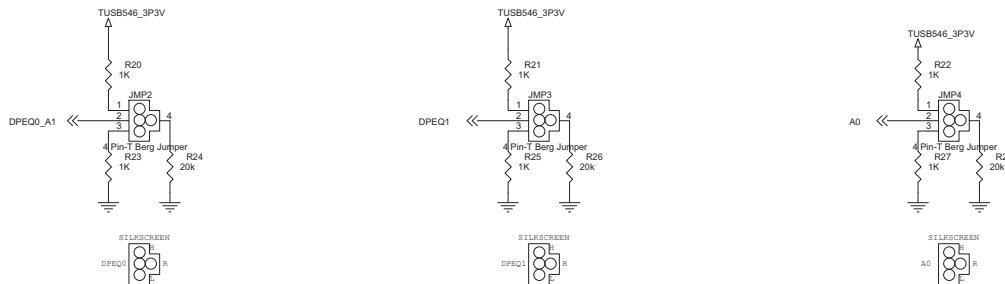 TUSB546_3P3V
R20
1K
JMP2
1
2
3
4
DPEQ0_A1
4 Pin-T Berg Jumper
R23
1K
R24
20k
SILKSCREEN
H
DPEQ0
R
L
TUSB546_3P3V
R21
1K
JMP3
1
2
3
4
DPEQ1
4 Pin-T Berg Jumper
R25
1K
R26
20k
SILKSCREEN
H
DPEQ1
R
L
TUSB546_3P3V
R22
1K
JMP4
1
2
3
4
A0
4 Pin-T Berg Jumper
R27
1K
20k
SILKSCREEN
H
A0
R
L